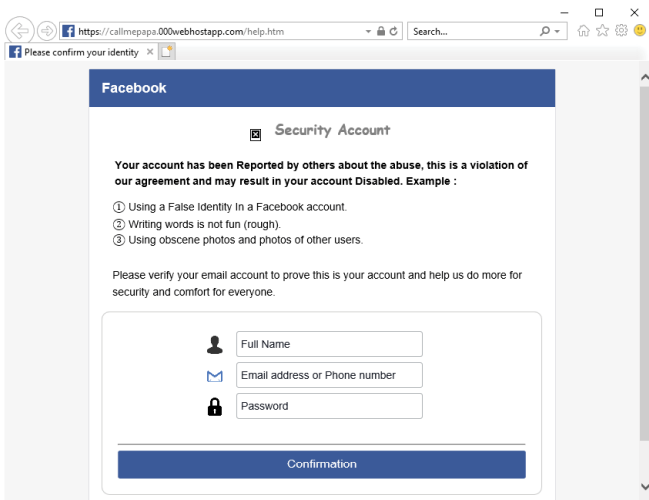 https://callmepapa.000webhostapp.com/help.htm
Search...
Please confirm your identity
Facebook
Security Account
Your account has been Reported by others about the abuse, this is a violation of
our agreement and may result in your account Disabled. Example :
① Using a False Identity In a Facebook account.
② Writing words is not fun (rough).
③ Using obscene photos and photos of other users.
Please verify your email account to prove this is your account and help us do more for
security and comfort for everyone.
Full Name
Email address or Phone number
Password
Confirmation